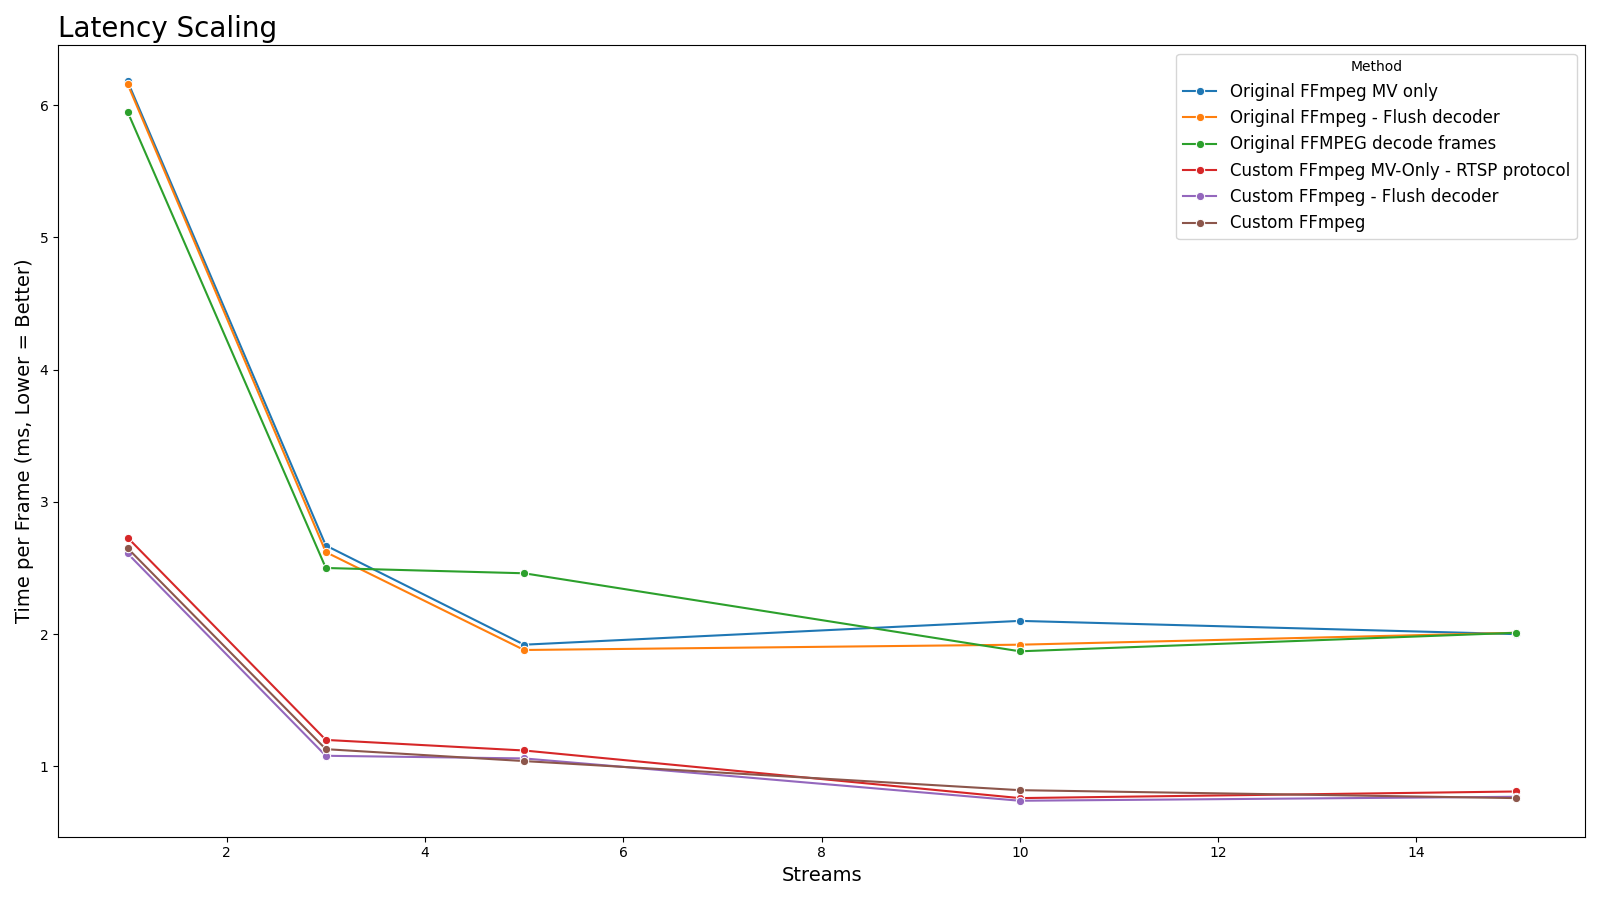 Latency Scaling
Method
Original FFmpeg MV only
Original FFmpeg - Flush decoder
Original FFMPEG decode frames
Custom FFmpeg MV-Only - RTSP protocol
Custom FFmpeg - Flush decoder
Custom FFmpeg
Time per Frame (ms, Lower = Better)
6
5
4
3
2
1
2 4 6 8 10 12 14
Streams